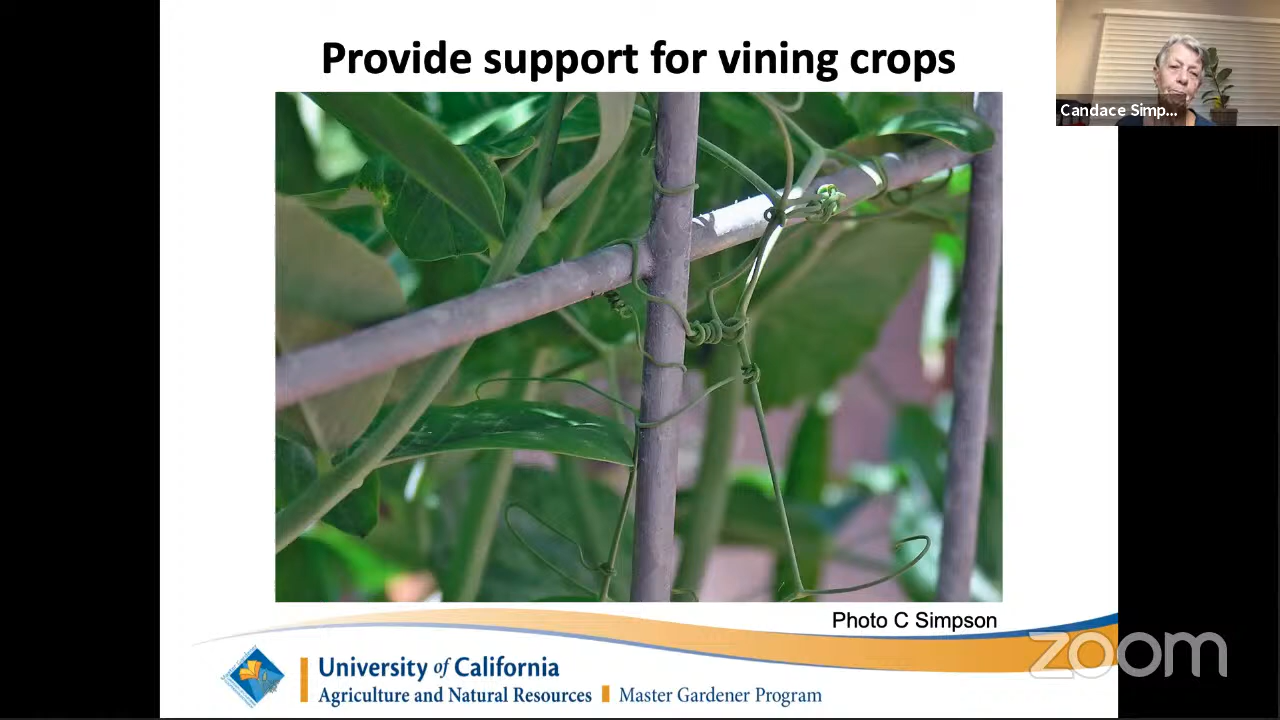 Provide support for vining crops
Candace Simp...
Photo C Simpson
zoom
University of California
Agriculture and Natural Resources Master Gardener Program